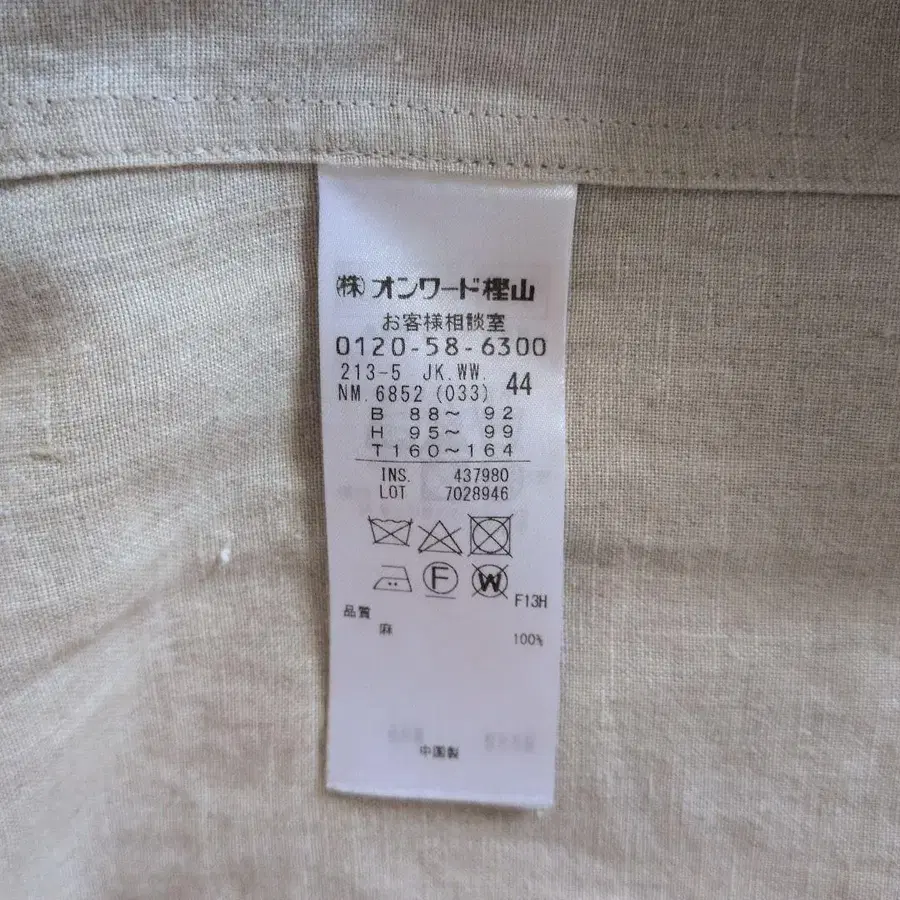 (株)オンワード樫山
お客様相談室
0120-58-6300
213-5 JK.WW.
NM.6852 (033) 44
B 88〜 92
H 95〜 99
T160〜164
INS. 437980
LOT 7028946
F W
F13H
品質
麻 100%
中国製